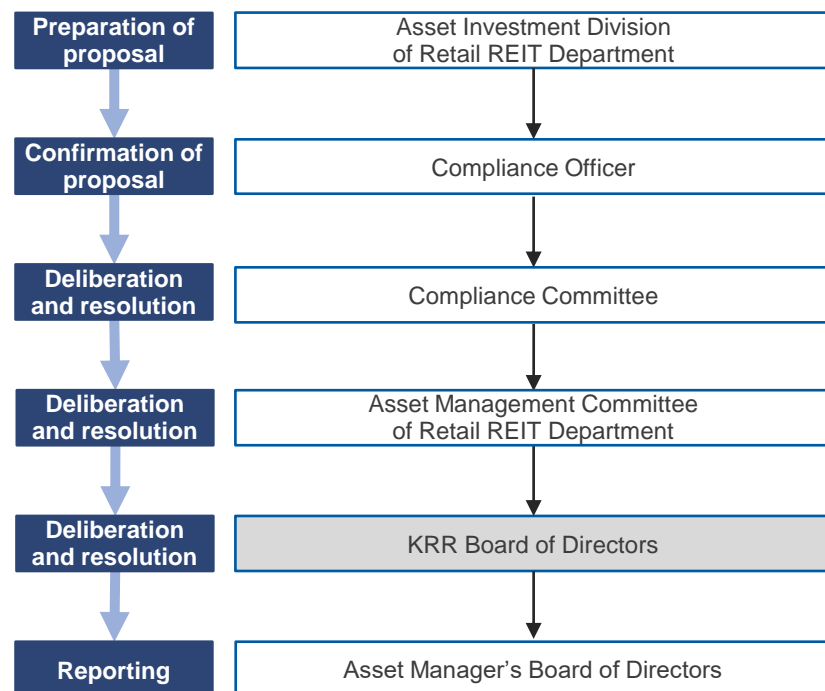 Preparation of
proposal
Asset Investment Division
of Retail REIT Department
Confirmation of
proposal
Compliance Officer
Deliberation
and resolution
Compliance Committee
Deliberation
and resolution
Asset Management Committee
of Retail REIT Department
Deliberation
and resolution
KRR Board of Directors
Reporting
Asset Manager’s Board of Directors